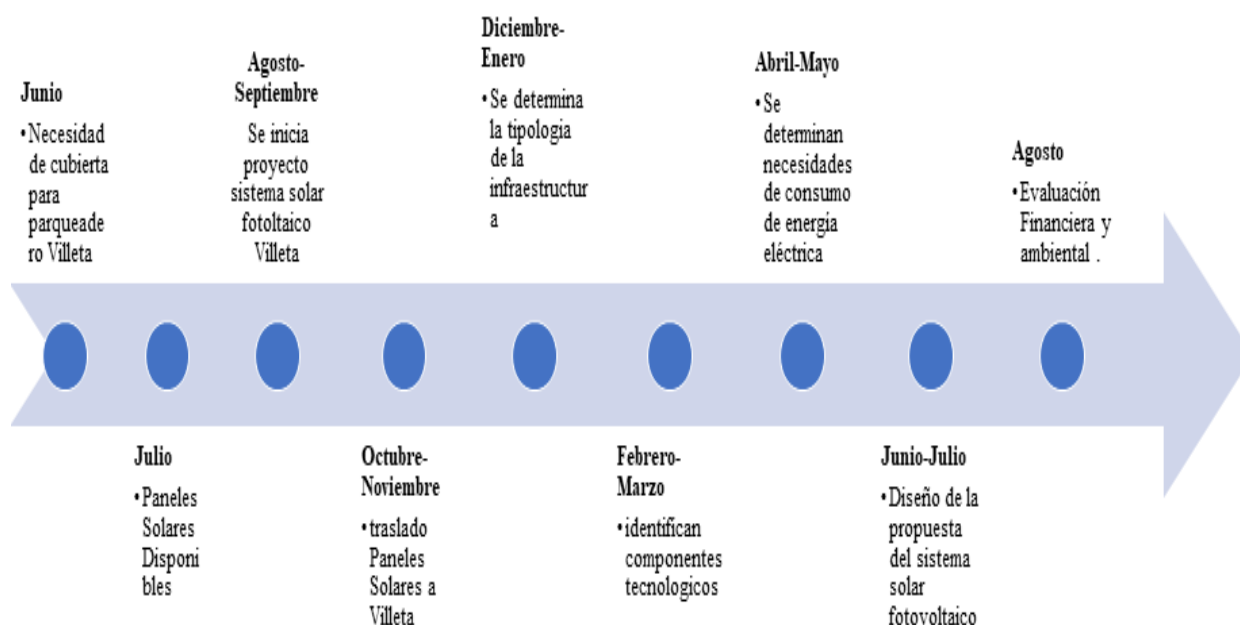 Junio
•Necesidad
de cubierta
para
parqueade
ro Villeta
Julio
•Paneles
Solares
Disponi
bles
Agosto-
Septiembre
Se inicia
proyecto
sistema solar
fotoltaico
Villeta
Octubre-
Noviembre
•traslado
Paneles
Solares a
Villeta
Diciembre-
Enero
•Se determina
la tipologia
de la
infraestructur
a
Febrero-
Marzo
•identifican
componentes
tecnologicos
Abril-Mayo
•Se
determinan
necesidades
de consumo
de energía
eléctrica
Junio-Julio
•Diseño de la
propuesta
del sistema
solar
fotovoltaico
Agosto
•Evaluación
Financiera y
ambiental .